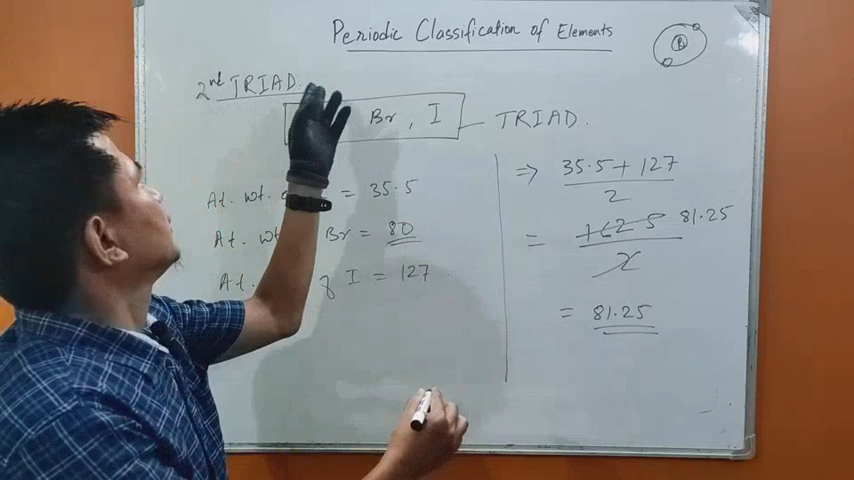 Periodic Classification of Elements
2nd TRIAD.
Br, I — TRIAD.
At. wt. = 35.5
At. wt Br = 80
At. of I = 127
⇒ 35.5 + 127
2
= 162.5 81.25
2
= 81.25